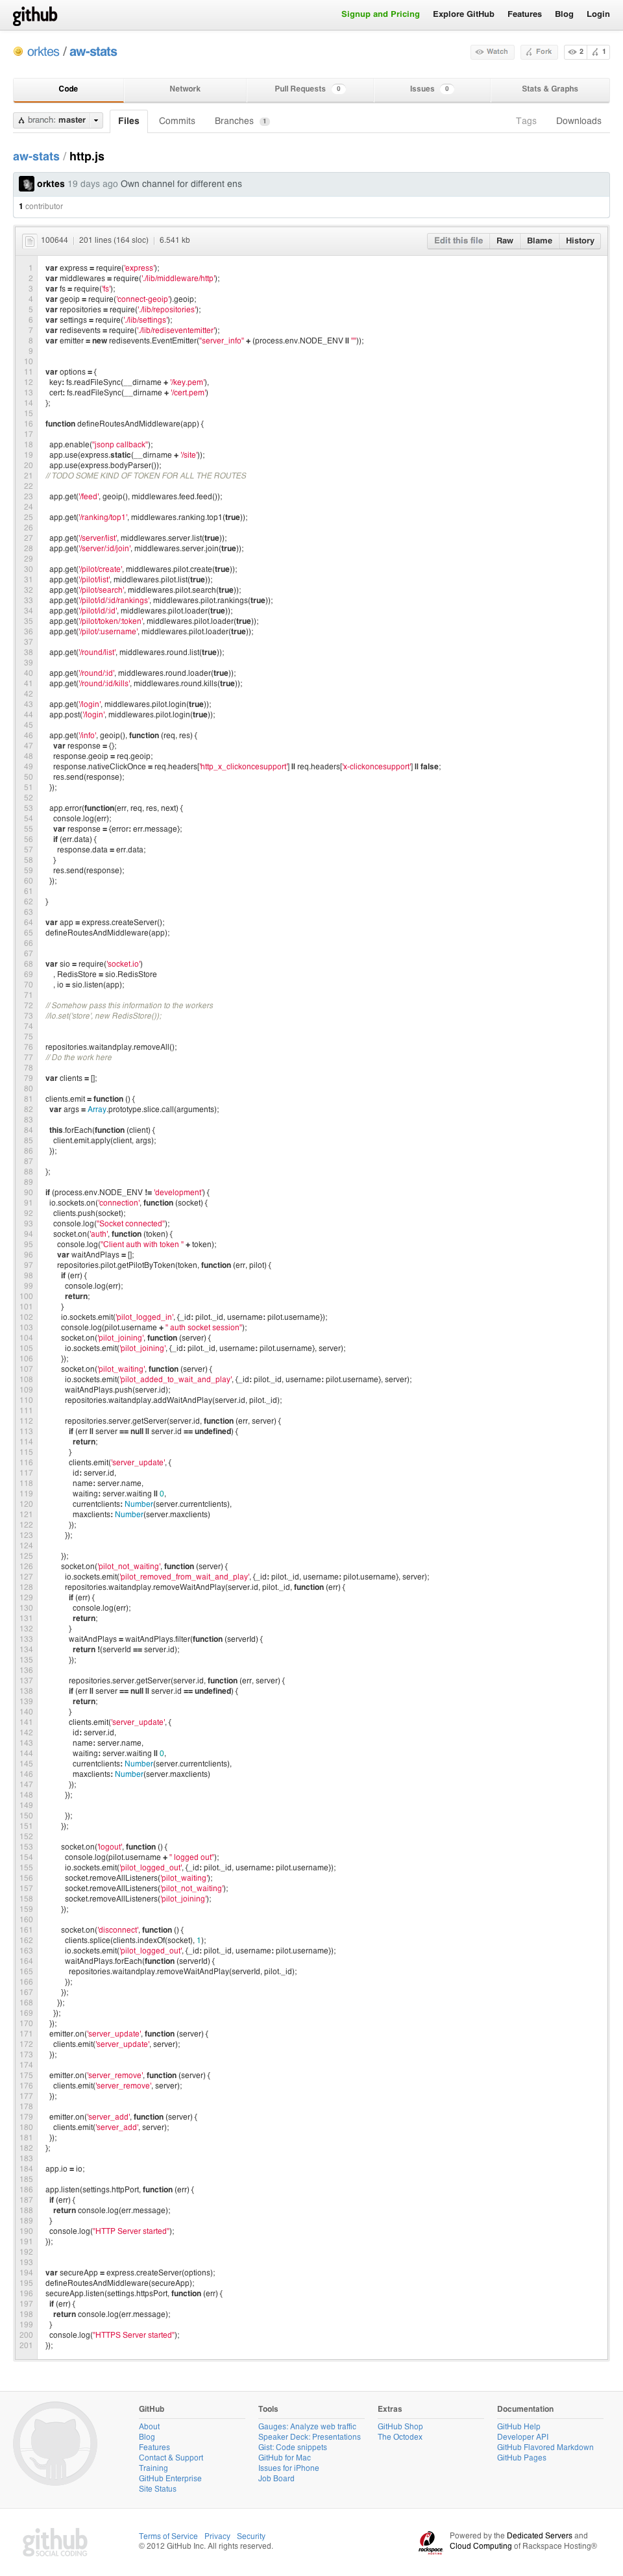 github
Signup and Pricing Explore GitHub Features Blog Login
orktes / aw-stats
Watch Fork 2 1
Code Network Pull Requests 0 Issues 0 Stats & Graphs
branch: master Files Commits Branches 1 Tags Downloads
aw-stats / http.js
orktes 19 days ago Own channel for different ens
1 contributor
100644 201 lines (164 sloc) 6.541 kb Edit this file Raw Blame History
1 var express = require('express');
2 var middlewares = require('./lib/middleware/http');
3 var fs = require('fs');
4 var geoip = require('connect-geoip').geoip;
5 var repositories = require('./lib/repositories');
6 var settings = require('./lib/settings');
7 var redisevents = require('./lib/rediseventemitter');
8 var emitter = new redisevents.EventEmitter("server_info" + (process.env.NODE_ENV || ""));
9
10
11 var options = {
12 key: fs.readFileSync(__dirname + '/key.pem'),
13 cert: fs.readFileSync(__dirname + '/cert.pem')
14 };
15
16 function defineRoutesAndMiddleware(app) {
17
18 app.enable("jsonp callback");
19 app.use(express.static(__dirname + '/site'));
20 app.use(express.bodyParser());
21 // TODO SOME KIND OF TOKEN FOR ALL THE ROUTES
22
23 app.get('/feed', geoip(), middlewares.feed.feed());
24
25 app.get('/ranking/top1', middlewares.ranking.top1(true));
26
27 app.get('/server/list', middlewares.server.list(true));
28 app.get('/server/:id/join', middlewares.server.join(true));
29
30 app.get('/pilot/create', middlewares.pilot.create(true));
31 app.get('/pilot/list', middlewares.pilot.list(true));
32 app.get('/pilot/search', middlewares.pilot.search(true));
33 app.get('/pilot/id/:id/rankings', middlewares.pilot.rankings(true));
34 app.get('/pilot/id/:id', middlewares.pilot.loader(true));
35 app.get('/pilot/token/:token', middlewares.pilot.loader(true));
36 app.get('/pilot/:username', middlewares.pilot.loader(true));
37
38 app.get('/round/list', middlewares.round.list(true));
39
40 app.get('/round/:id', middlewares.round.loader(true));
41 app.get('/round/:id/kills', middlewares.round.kills(true));
42
43 app.get('/login', middlewares.pilot.login(true));
44 app.post('/login', middlewares.pilot.login(true));
45
46 app.get('/info', geoip(), function (req, res) {
47 var response = {};
48 response.geoip = req.geoip;
49 response.nativeClickOnce = req.headers['http_x_clickoncesupport'] || req.headers['x-clickoncesupport'] || false;
50 res.send(response);
51 });
52
53 app.error(function(err, req, res, next) {
54 console.log(err);
55 var response = {error: err.message};
56 if (err.data) {
57 response.data = err.data;
58 }
59 res.send(response);
60 });
61
62 }
63
64 var app = express.createServer();
65 defineRoutesAndMiddleware(app);
66
67
68 var sio = require('socket.io')
69 , RedisStore = sio.RedisStore
70 , io = sio.listen(app);
71
72 // Somehow pass this information to the workers
73 //io.set('store', new RedisStore());
74
75
76 repositories.waitandplay.removeAll();
77 // Do the work here
78
79 var clients = [];
80
81 clients.emit = function () {
82 var args = Array.prototype.slice.call(arguments);
83
84 this.forEach(function (client) {
85 client.emit.apply(client, args);
86 });
87
88 };
89
90 if (process.env.NODE_ENV != 'development') {
91 io.sockets.on('connection', function (socket) {
92 clients.push(socket);
93 console.log("Socket connected");
94 socket.on('auth', function (token) {
95 console.log("Client auth with token " + token);
96 var waitAndPlays = [];
97 repositories.pilot.getPilotByToken(token, function (err, pilot) {
98 if (err) {
99 console.log(err);
100 return;
101 }
102 io.sockets.emit('pilot_logged_in', {_id: pilot._id, username: pilot.username});
103 console.log(pilot.username + " auth socket session");
104 socket.on('pilot_joining', function (server) {
105 io.sockets.emit('pilot_joining', {_id: pilot._id, username: pilot.username}, server);
106 });
107 socket.on('pilot_waiting', function (server) {
108 io.sockets.emit('pilot_added_to_wait_and_play', {_id: pilot._id, username: pilot.username}, server);
109 waitAndPlays.push(server.id);
110 repositories.waitandplay.addWaitAndPlay(server.id, pilot._id);
111
112 repositories.server.getServer(server.id, function (err, server) {
113 if (err || server == null || server.id == undefined) {
114 return;
115 }
116 clients.emit('server_update', {
117 id: server.id,
118 name: server.name,
119 waiting: server.waiting || 0,
120 currentclients: Number(server.currentclients),
121 maxclients: Number(server.maxclients)
122 });
123 });
124
125 });
126 socket.on('pilot_not_waiting', function (server) {
127 io.sockets.emit('pilot_removed_from_wait_and_play', {_id: pilot._id, username: pilot.username}, server);
128 repositories.waitandplay.removeWaitAndPlay(server.id, pilot._id, function (err) {
129 if (err) {
130 console.log(err);
131 return;
132 }
133 waitAndPlays = waitAndPlays.filter(function (serverId) {
134 return !(serverId == server.id);
135 });
136
137 repositories.server.getServer(server.id, function (err, server) {
138 if (err || server == null || server.id == undefined) {
139 return;
140 }
141 clients.emit('server_update', {
142 id: server.id,
143 name: server.name,
144 waiting: server.waiting || 0,
145 currentclients: Number(server.currentclients),
146 maxclients: Number(server.maxclients)
147 });
148 });
149
150 });
151 });
152
153 socket.on('logout', function () {
154 console.log(pilot.username + " logged out");
155 io.sockets.emit('pilot_logged_out', {_id: pilot._id, username: pilot.username});
156 socket.removeAllListeners('pilot_waiting');
157 socket.removeAllListeners('pilot_not_waiting');
158 socket.removeAllListeners('pilot_joining');
159 });
160
161 socket.on('disconnect', function () {
162 clients.splice(clients.indexOf(socket), 1);
163 io.sockets.emit('pilot_logged_out', {_id: pilot._id, username: pilot.username});
164 waitAndPlays.forEach(function (serverId) {
165 repositories.waitandplay.removeWaitAndPlay(serverId, pilot._id);
166 });
167 });
168 });
169 });
170 });
171 emitter.on('server_update', function (server) {
172 clients.emit('server_update', server);
173 });
174
175 emitter.on('server_remove', function (server) {
176 clients.emit('server_remove', server);
177 });
178
179 emitter.on('server_add', function (server) {
180 clients.emit('server_add', server);
181 });
182 };
183
184 app.io = io;
185
186 app.listen(settings.httpPort, function (err) {
187 if (err) {
188 return console.log(err.message);
189 }
190 console.log("HTTP Server started");
191 });
192
193
194 var secureApp = express.createServer(options);
195 defineRoutesAndMiddleware(secureApp);
196 secureApp.listen(settings.httpsPort, function (err) {
197 if (err) {
198 return console.log(err.message);
199 }
200 console.log("HTTPS Server started");
201 });
GitHub
About
Blog
Features
Contact & Support
Training
GitHub Enterprise
Site Status
Tools
Gauges: Analyze web traffic
Speaker Deck: Presentations
Gist: Code snippets
GitHub for Mac
Issues for iPhone
Job Board
Extras
GitHub Shop
The Octodex
Documentation
GitHub Help
Developer API
GitHub Flavored Markdown
GitHub Pages
github
SOCIAL CODING
Terms of Service Privacy Security
© 2012 GitHub Inc. All rights reserved.
rackspace
HOSTING
Powered by the Dedicated Servers and
Cloud Computing of Rackspace Hosting®